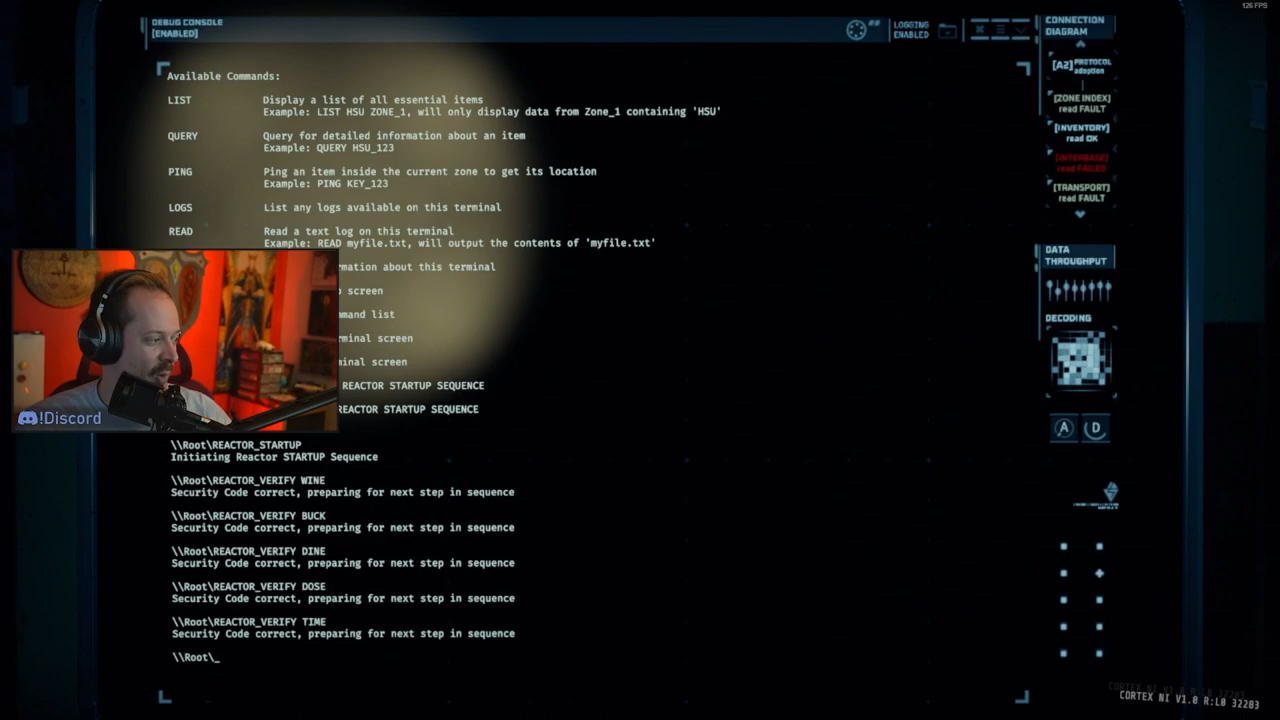 126 FPS
DEBUG CONSOLE
[ENABLED]
LOGGING
ENABLED
CONNECTION
DIAGRAM
[A2] PROTOCOL
adoption
[ZONE INDEX]
read FAULT
[INVENTORY]
read OK
[INTERBASE]
read FAILED
[TRANSPORT]
read FAULT
DATA
THROUGHPUT
DECODING
A D
Available Commands:
LIST Display a list of all essential items
Example: LIST HSU ZONE_1, will only display data from Zone_1 containing 'HSU'
QUERY Query for detailed information about an item
Example: QUERY HSU_123
PING Ping an item inside the current zone to get its location
Example: PING KEY_123
LOGS List any logs available on this terminal
READ Read a text log on this terminal
Example: READ myfile.txt, will output the contents of 'myfile.txt'
rmation about this terminal
screen
mmand list
minal screen
minal screen
REACTOR STARTUP SEQUENCE
REACTOR STARTUP SEQUENCE
!Discord
\\Root\REACTOR_STARTUP
Initiating Reactor STARTUP Sequence
\\Root\REACTOR_VERIFY WINE
Security Code correct, preparing for next step in sequence
\\Root\REACTOR_VERIFY BUCK
Security Code correct, preparing for next step in sequence
\\Root\REACTOR_VERIFY DINE
Security Code correct, preparing for next step in sequence
\\Root\REACTOR_VERIFY DOSE
Security Code correct, preparing for next step in sequence
\\Root\REACTOR_VERIFY TIME
Security Code correct, preparing for next step in sequence
\\Root\_
CORTEX NI V1.0 R:L0 32283